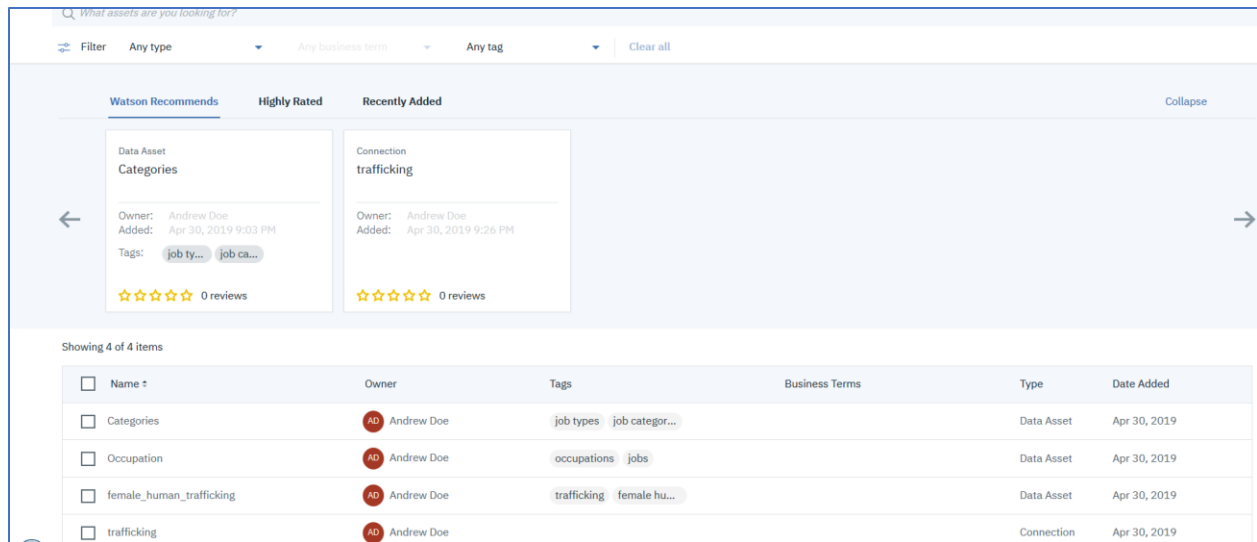 What assets are you looking for?
Filter Any type Any business term Any tag Clear all
Watson Recommends Highly Rated Recently Added Collapse
Data Asset
Categories
Owner: Andrew Doe
Added: Apr 30, 2019 9:03 PM
Tags: job ty... job ca...
0 reviews
Connection
trafficking
Owner: Andrew Doe
Added: Apr 30, 2019 9:26 PM
0 reviews
Showing 4 of 4 items
Name Owner Tags Business Terms Type Date Added
Categories AD Andrew Doe job types job categor... Data Asset Apr 30, 2019
Occupation AD Andrew Doe occupations jobs Data Asset Apr 30, 2019
female_human_trafficking AD Andrew Doe trafficking female hu... Data Asset Apr 30, 2019
trafficking AD Andrew Doe Connection Apr 30, 2019